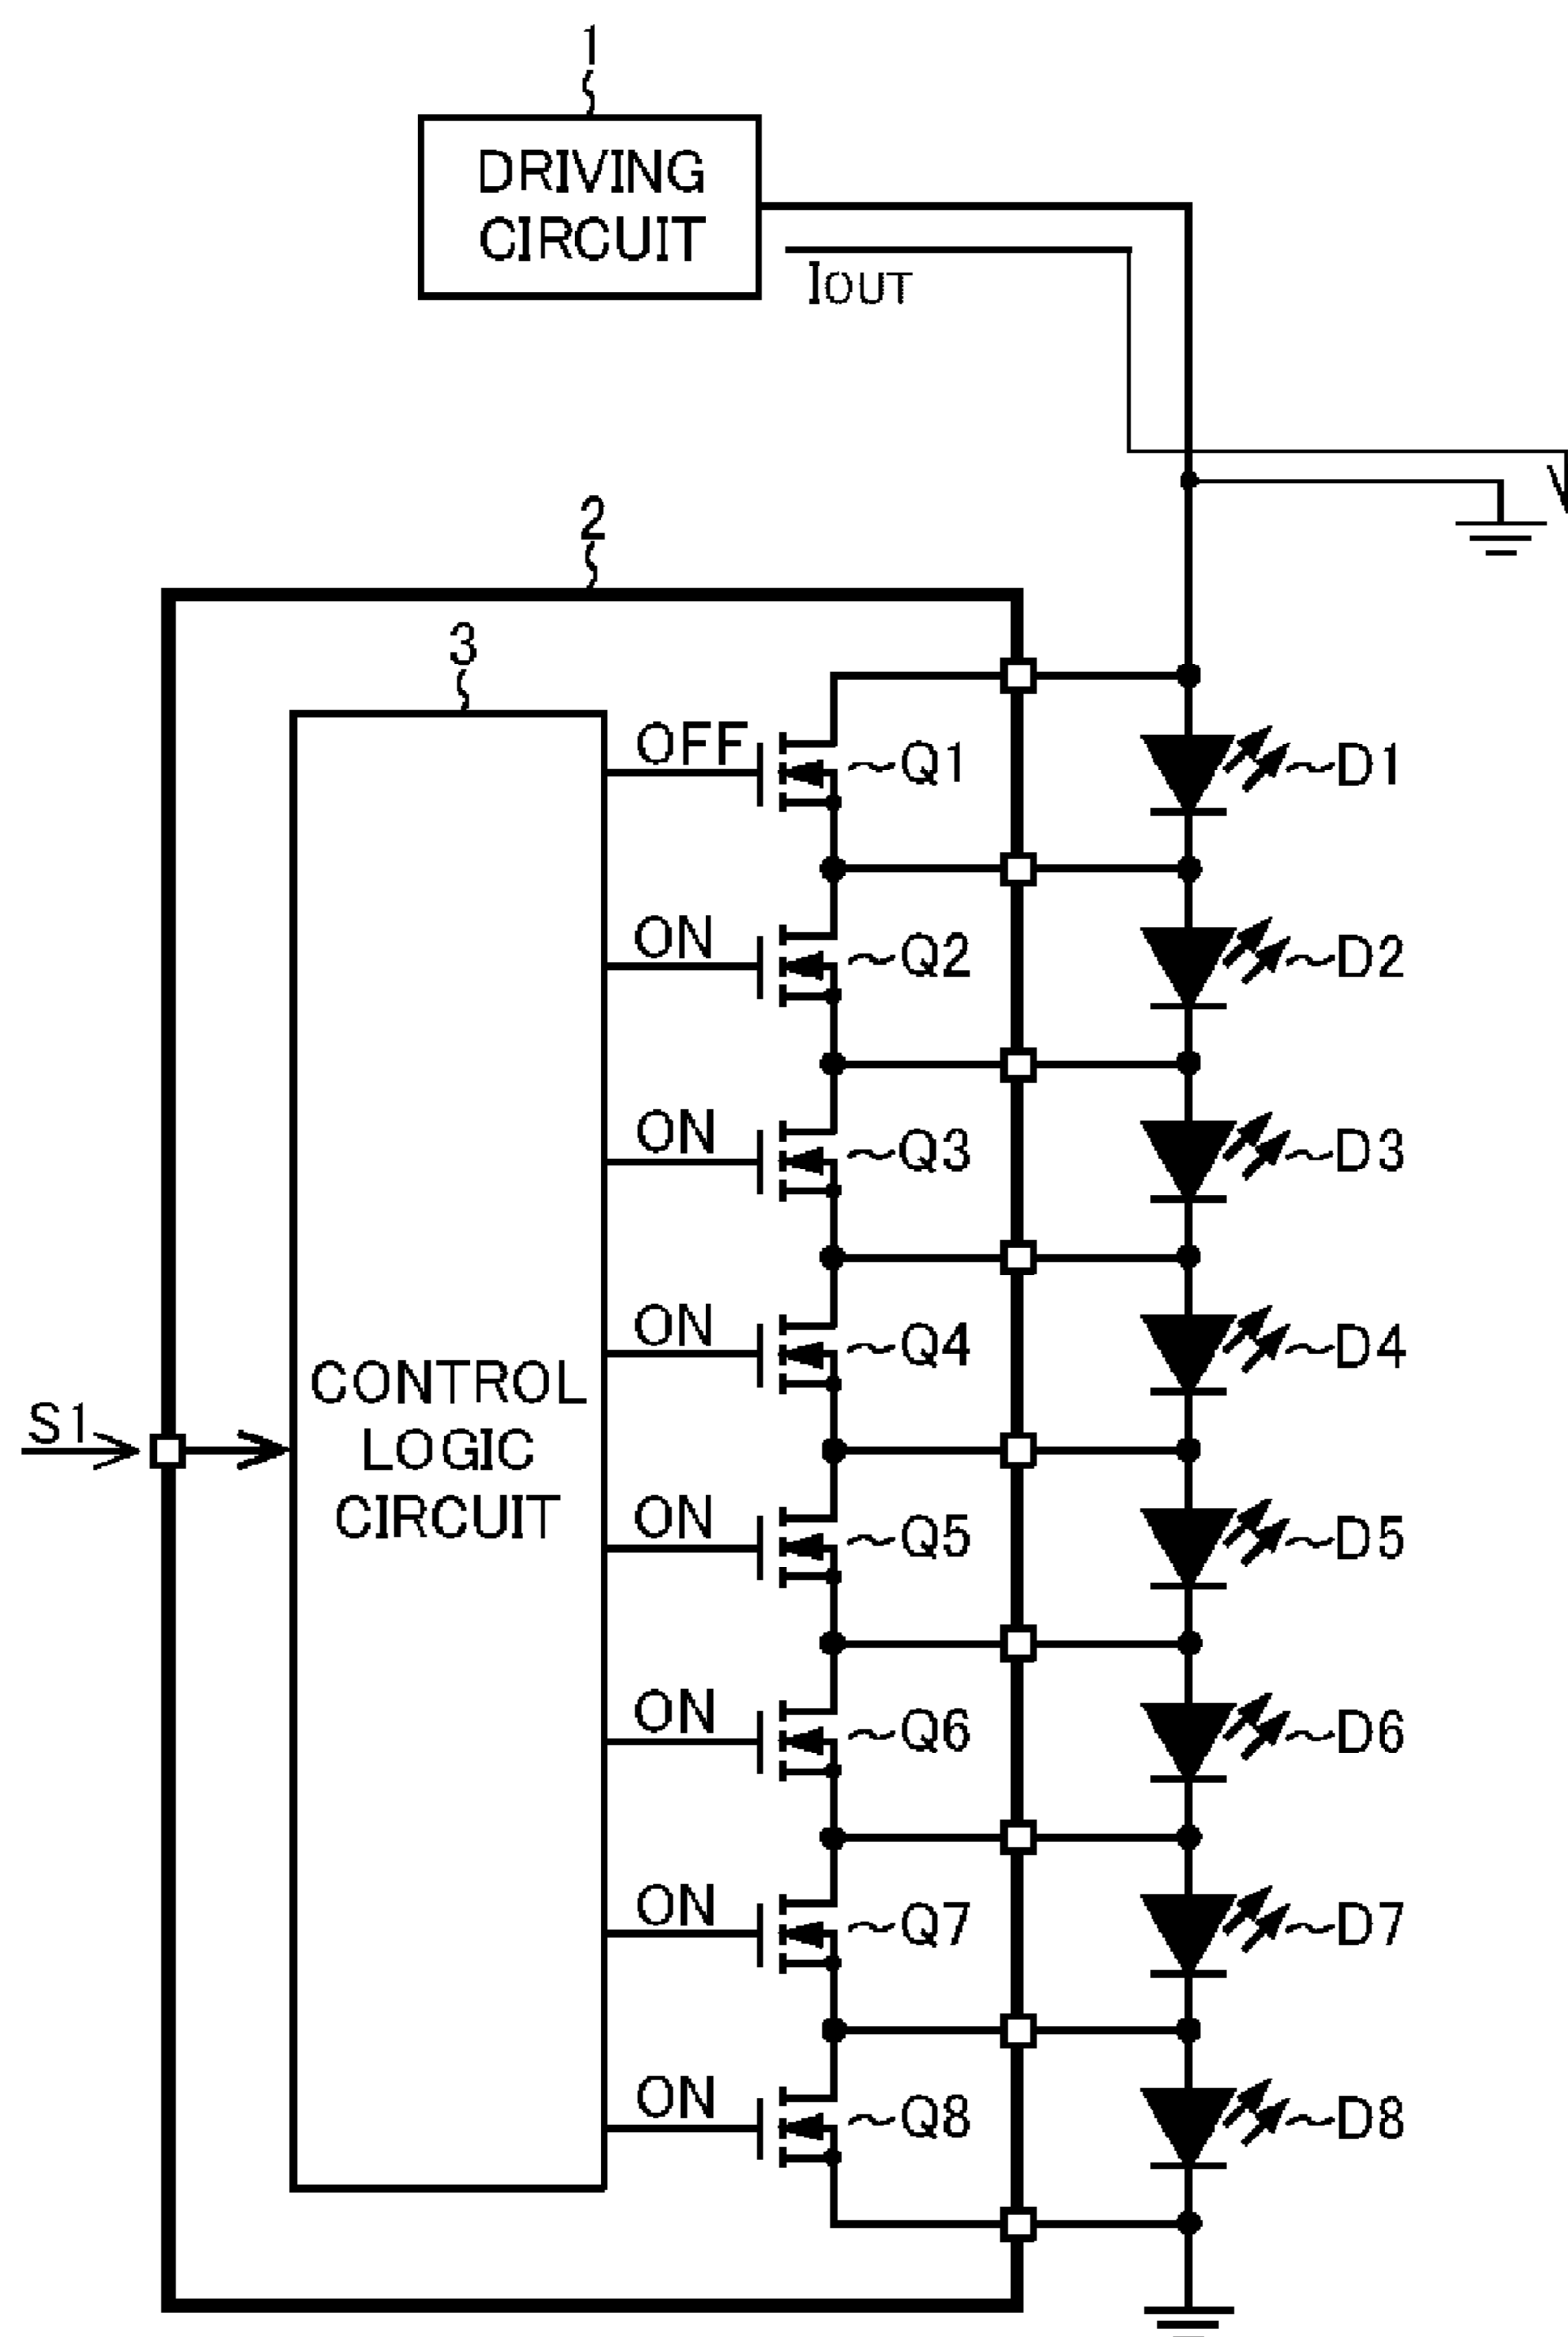 1
DRIVING
CIRCUIT
IOUT
2
3
OFF
~Q1
~D1
ON
~Q2
~D2
ON
~Q3
~D3
ON
~Q4
~D4
CONTROL
LOGIC
CIRCUIT
S1
ON
~Q5
~D5
ON
~Q6
~D6
ON
~Q7
~D7
ON
~Q8
~D8